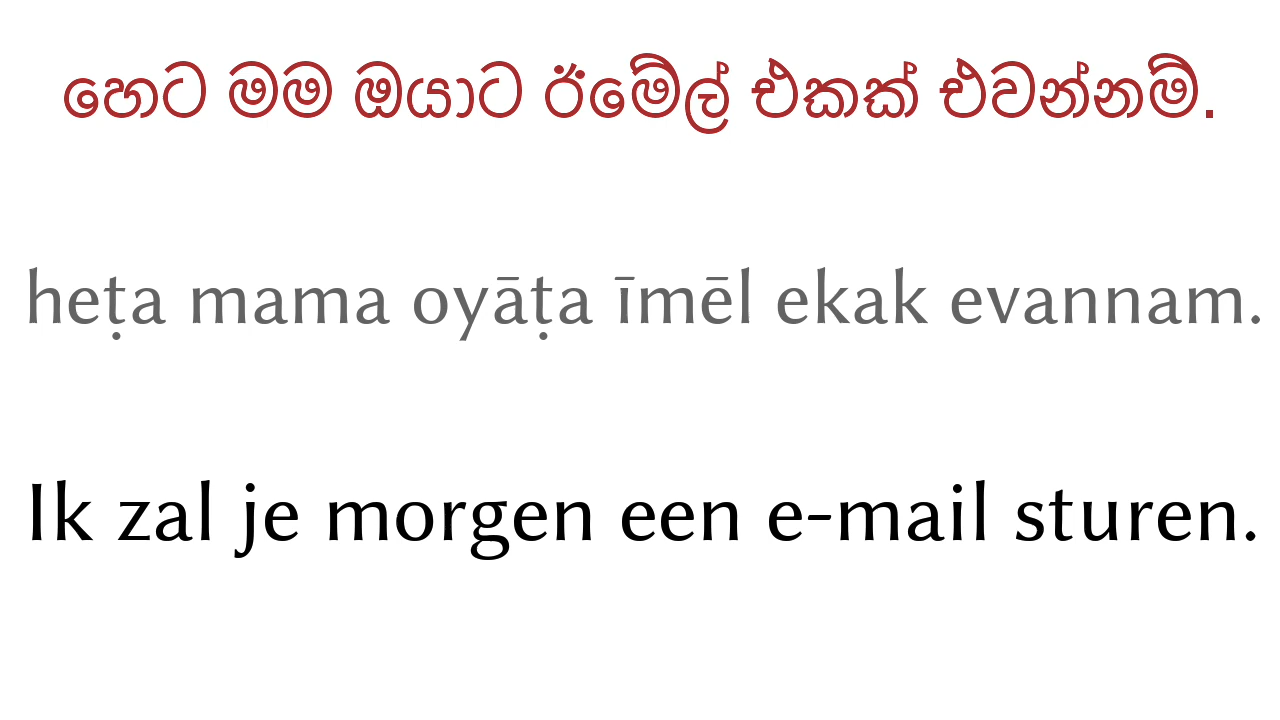 හෙට මම ඔයාට ඊමේල් එකක් එවන්නම්.
heṭa mama oyāṭa īmēl ekak evannam.
Ik zal je morgen een e-mail sturen.